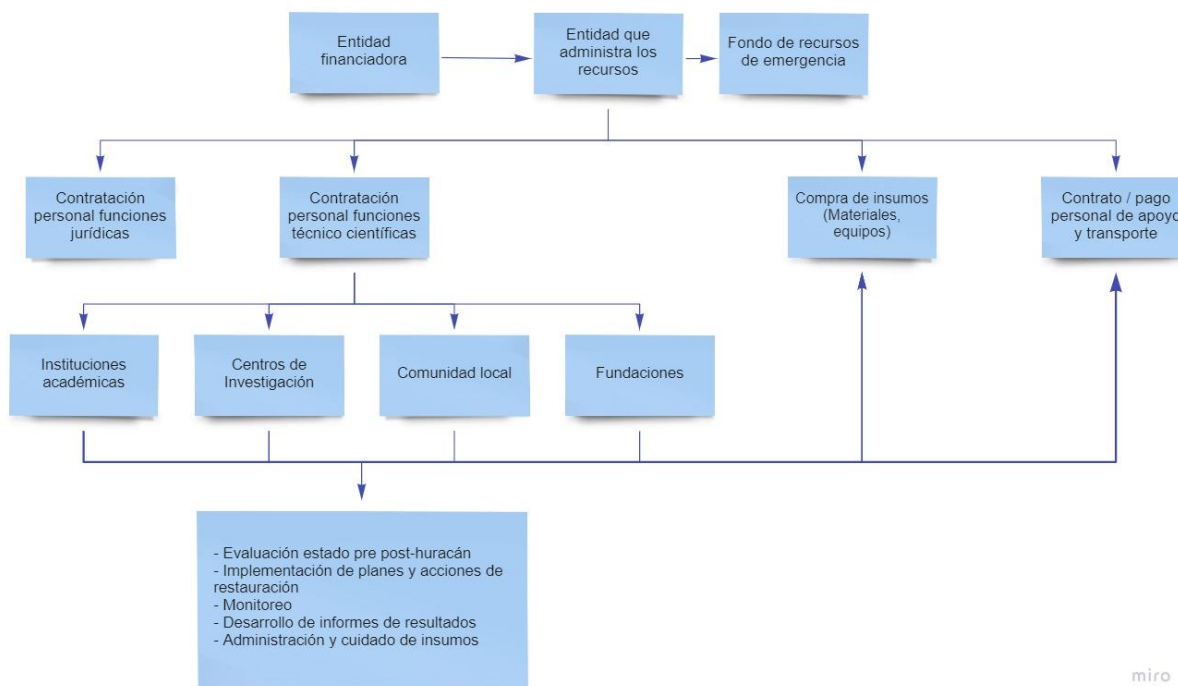 Entidad
financiadora
Entidad que
administra los
recursos
Fondo de recursos
de emergencia
Contratación
personal funciones
jurídicas
Contratación
personal funciones
técnico científicas
Compra de insumos
(Materiales,
equipos)
Contrato / pago
personal de apoyo
y transporte
Instituciones
académicas
Centros de
Investigación
Comunidad local
Fundaciones
- Evaluación estado pre post-huracán
- Implementación de planes y acciones de
restauración
- Monitoreo
- Desarrollo de informes de resultados
- Administración y cuidado de insumos
miro